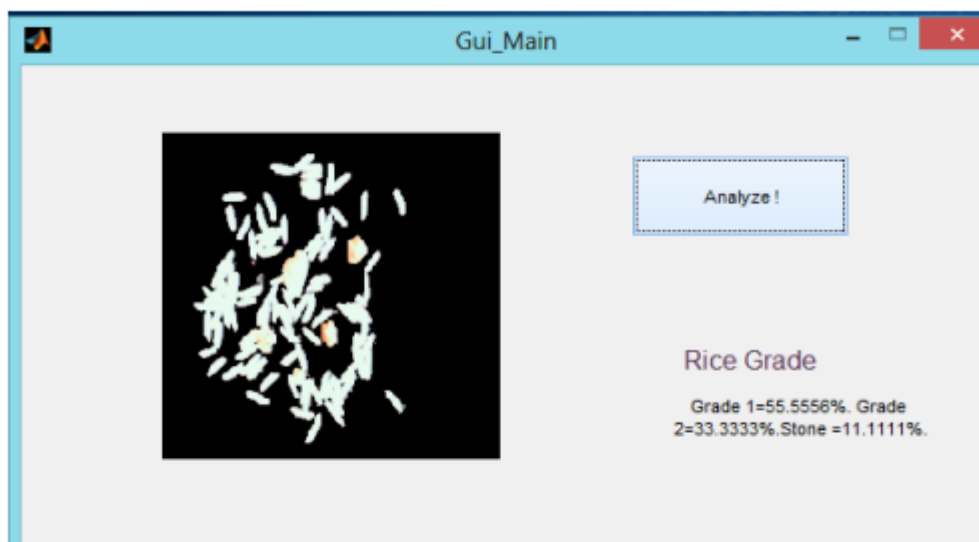 Gui_Main
Analyze !
Rice Grade
Grade 1=55.5556%. Grade
2=33.3333%.Stone =11.1111%.